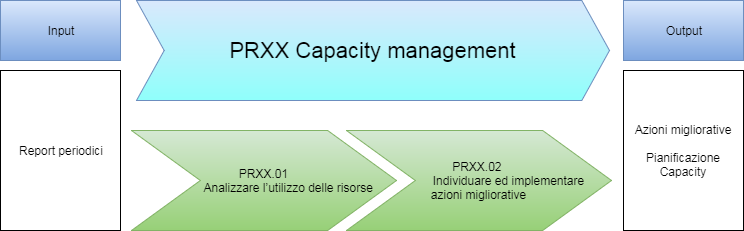 Input
PRXX Capacity management
Output
Report periodici
PRXX.01
Analizzare l'utilizzo delle risorse
PRXX.02
Individuare ed implementare
azioni migliorative
Azioni migliorative
Pianificazione
Capacity